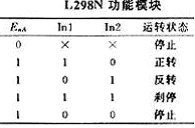 L298N 功能模块
EnA In1 In2 运转状态
0 × × 停止
1 1 0 正转
1 0 1 反转
1 1 1 刹停
1 0 0 停止